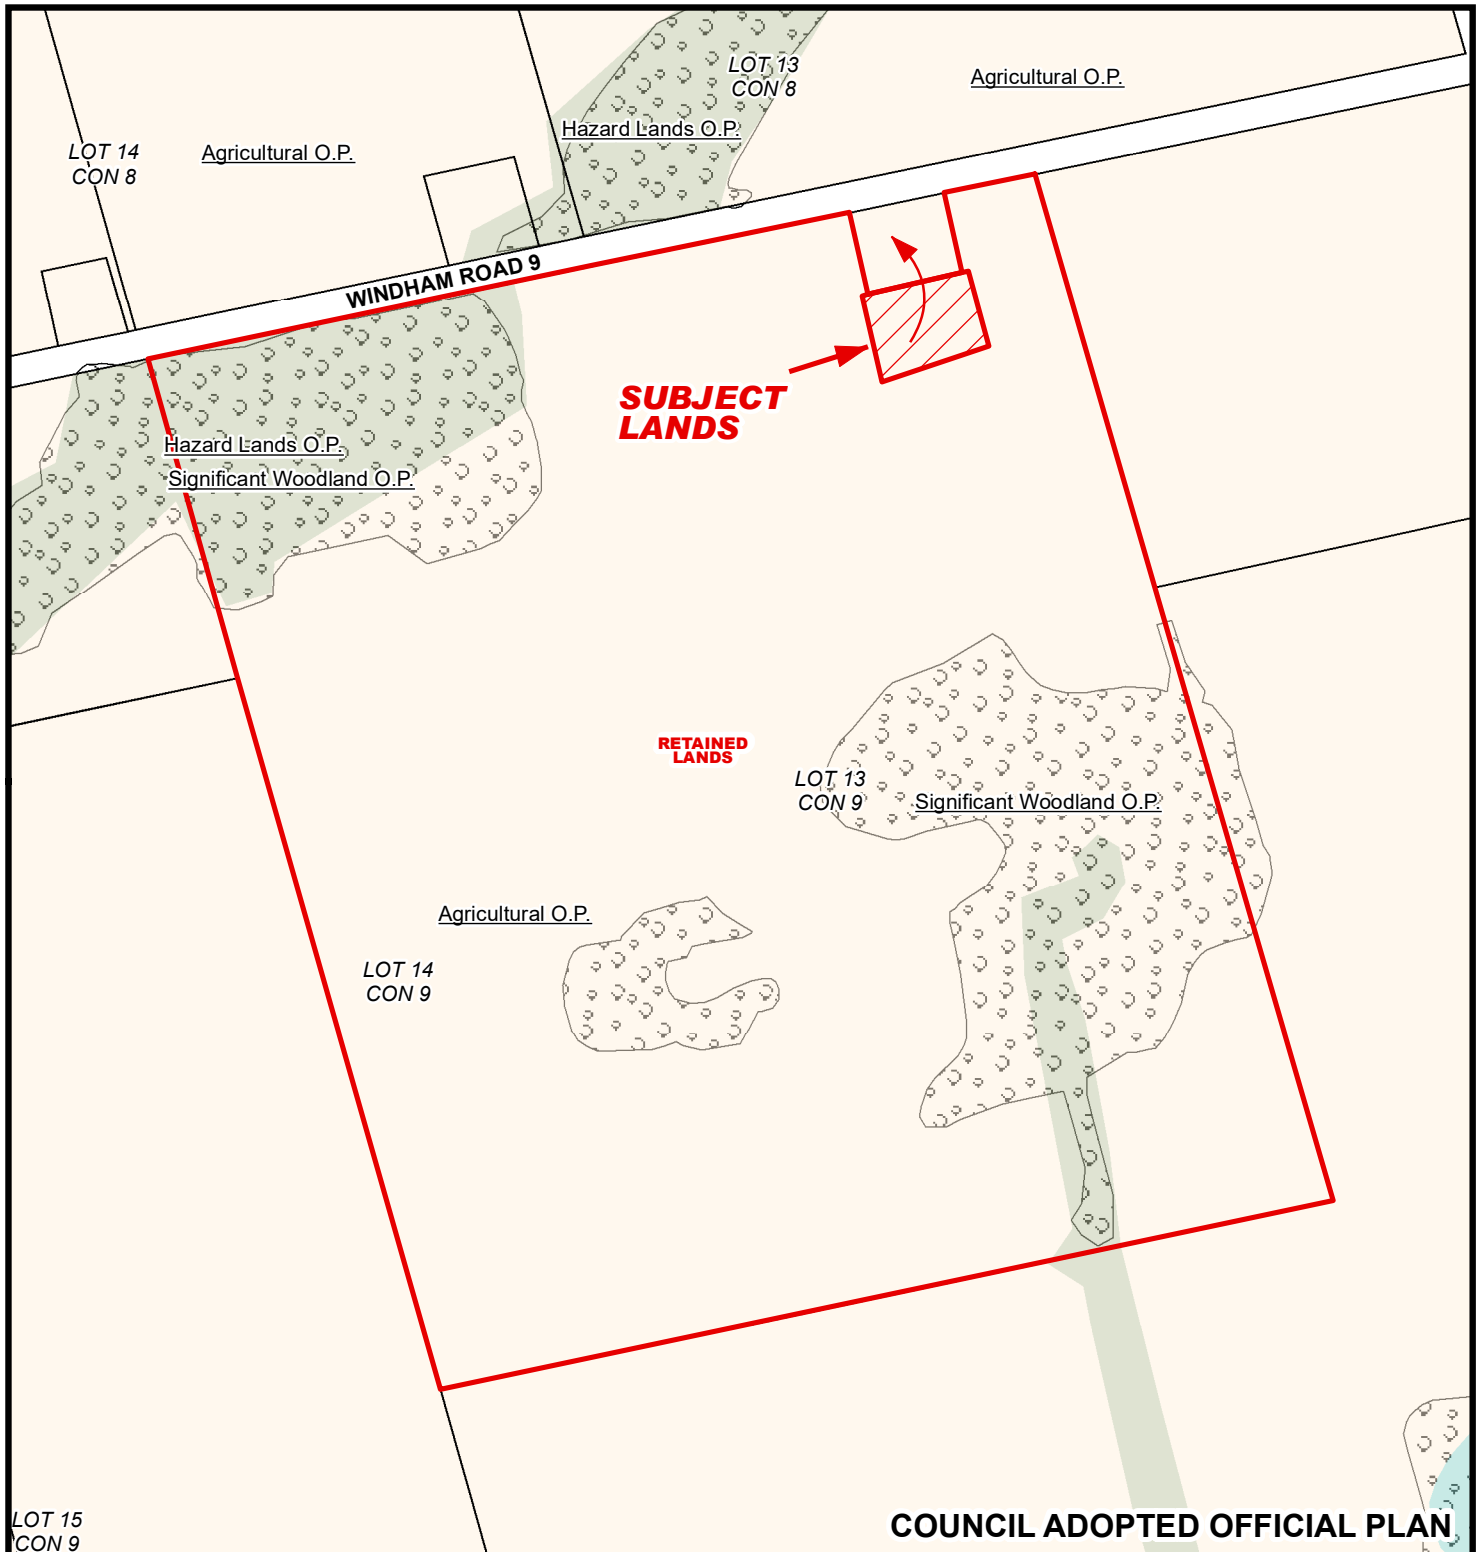 LOT 13
CON 8
Agricultural O.P.
Hazard Lands O.P.
LOT 14
CON 8
Agricultural O.P.
WINDHAM ROAD 9
SUBJECT
LANDS
Hazard Lands O.P.
Significant Woodland O.P.
RETAINED
LANDS
LOT 13
CON 9
Significant Woodland O.P.
Agricultural O.P.
LOT 14
CON 9
LOT 15
CON 9
COUNCIL ADOPTED OFFICIAL PLAN